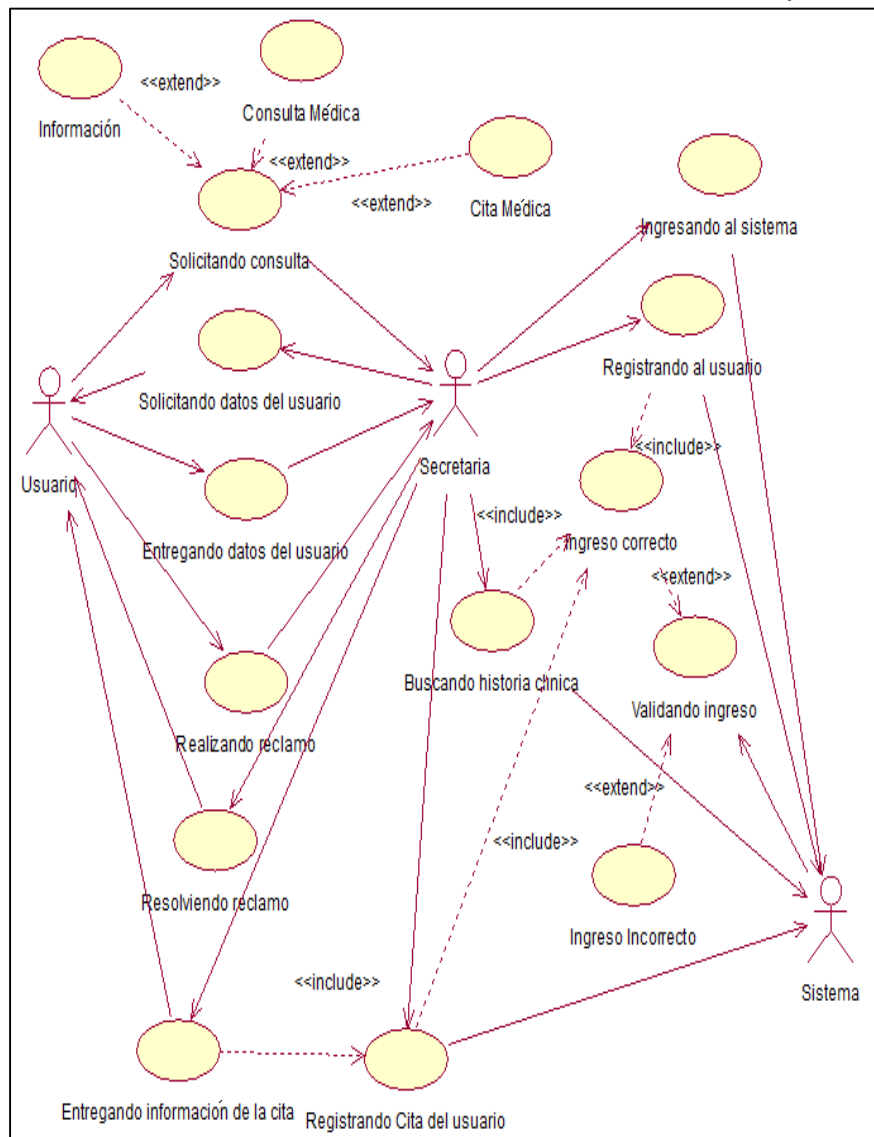 <<extend>>
Información
Consulta Médica
<<extend>>
<<extend>>
Cita Médica
Solicitando consulta
Ingresando al sistema
Solicitando datos del usuario
Registrando al usuario
Usuario
Secretaria
<<include>>
<<include>>
Entregando datos del usuario
Ingreso correcto
<<extend>>
Buscando historia clinica
Validando ingreso
Realizando reclamo
<<extend>>
<<include>>
Resolviendo reclamo
Ingreso Incorrecto
<<include>>
Sistema
Entregando información de la cita
Registrando Cita del usuario